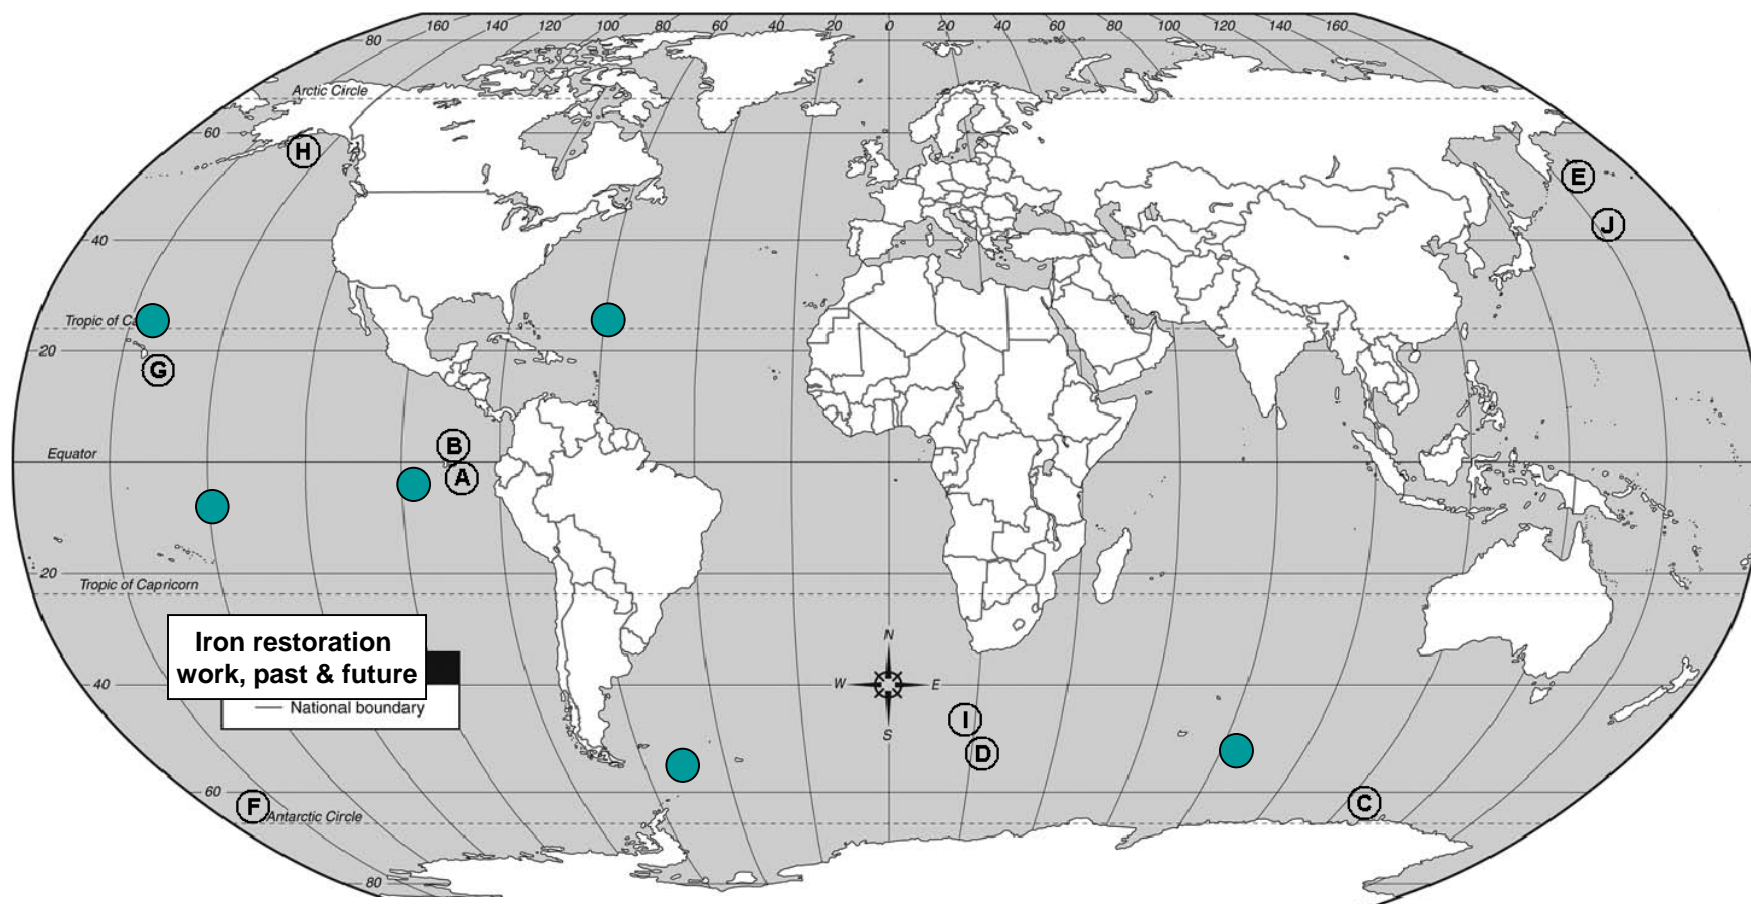 160 140 120 100 80 60 40 20 0 20 40 60 80 100 120 140 160
80
Arctic Circle
60
H
E
J
40
Tropic of Ca
20
G
B
Equator
A
20
Tropic of Capricorn
Iron restoration
work, past & future
N
40
W E
National boundary
I
S
D
60
F
C
Antarctic Circle
80